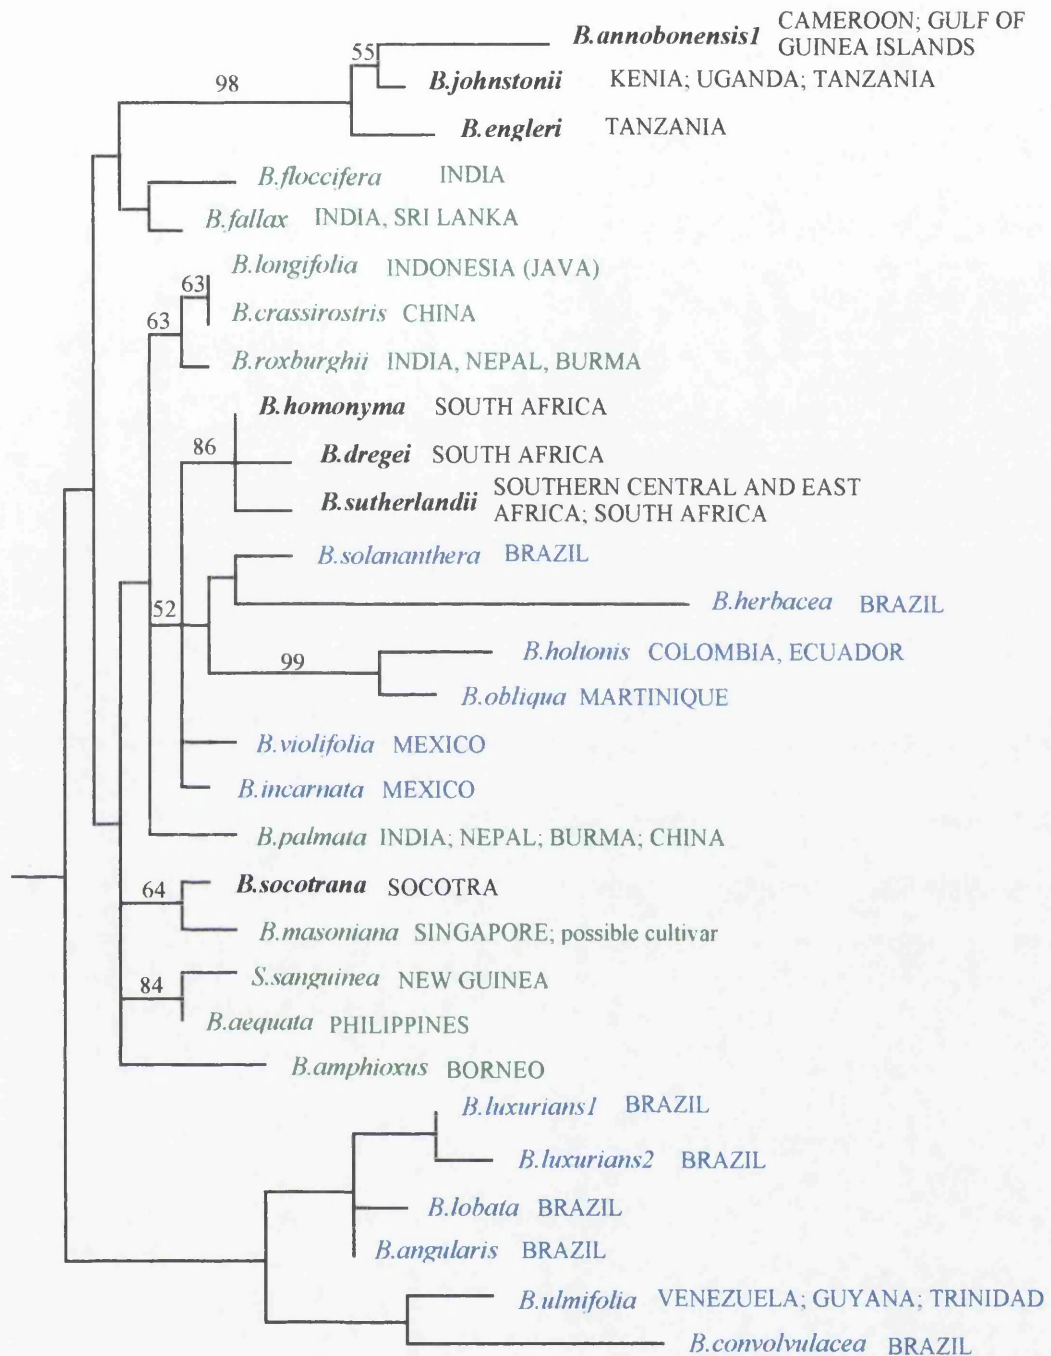 B.annobonensis1 CAMEROON; GULF OF
GUINEA ISLANDS
55
B.johnstonii KENIA; UGANDA; TANZANIA
98
B.engleri TANZANIA
B.floccifera INDIA
B.fallax INDIA, SRI LANKA
B.longifolia INDONESIA (JAVA)
63
B.crassirostris CHINA
63
B.roxburghii INDIA, NEPAL, BURMA
B.homonyma SOUTH AFRICA
86
B.dregei SOUTH AFRICA
B.sutherlandii SOUTHERN CENTRAL AND EAST
AFRICA; SOUTH AFRICA
B.solananthera BRAZIL
B.herbacea BRAZIL
52
B.holtonis COLOMBIA, ECUADOR
99
B.obliqua MARTINIQUE
B.violifolia MEXICO
B.incarnata MEXICO
B.palmata INDIA; NEPAL; BURMA; CHINA
B.socotrana SOCOTRA
64
B.masoniana SINGAPORE; possible cultivar
S.sanguinea NEW GUINEA
84
B.aequata PHILIPPINES
B.amphioxus BORNEO
B.luxurians1 BRAZIL
B.luxurians2 BRAZIL
B.lobata BRAZIL
B.angularis BRAZIL
B.ulmifolia VENEZUELA; GUYANA; TRINIDAD
B.convolvulacea BRAZIL